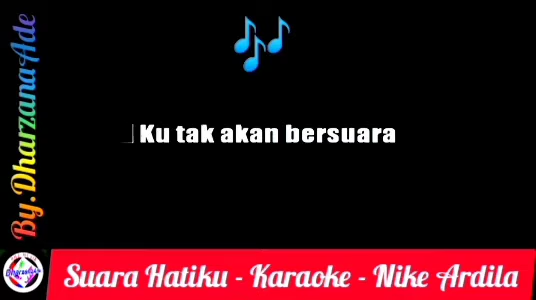 Ku tak akan bersuara
By.DharzanaAde
Suara Hatiku - Karaoke - Nike Ardila